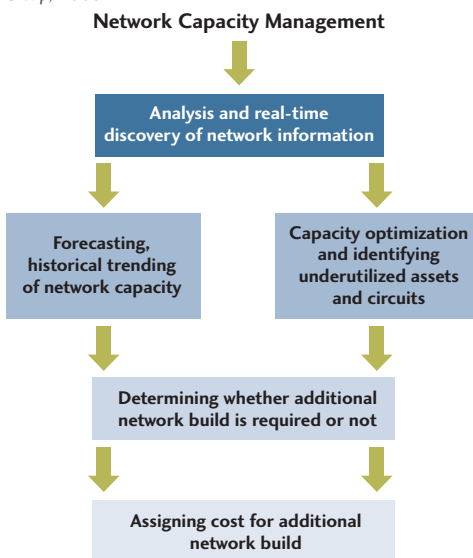 Network Capacity Management
Analysis and real-time
discovery of network information
Forecasting,
historical trending
of network capacity
Capacity optimization
and identifying
underutilized assets
and circuits
Determining whether additional
network build is required or not
Assigning cost for additional
network build